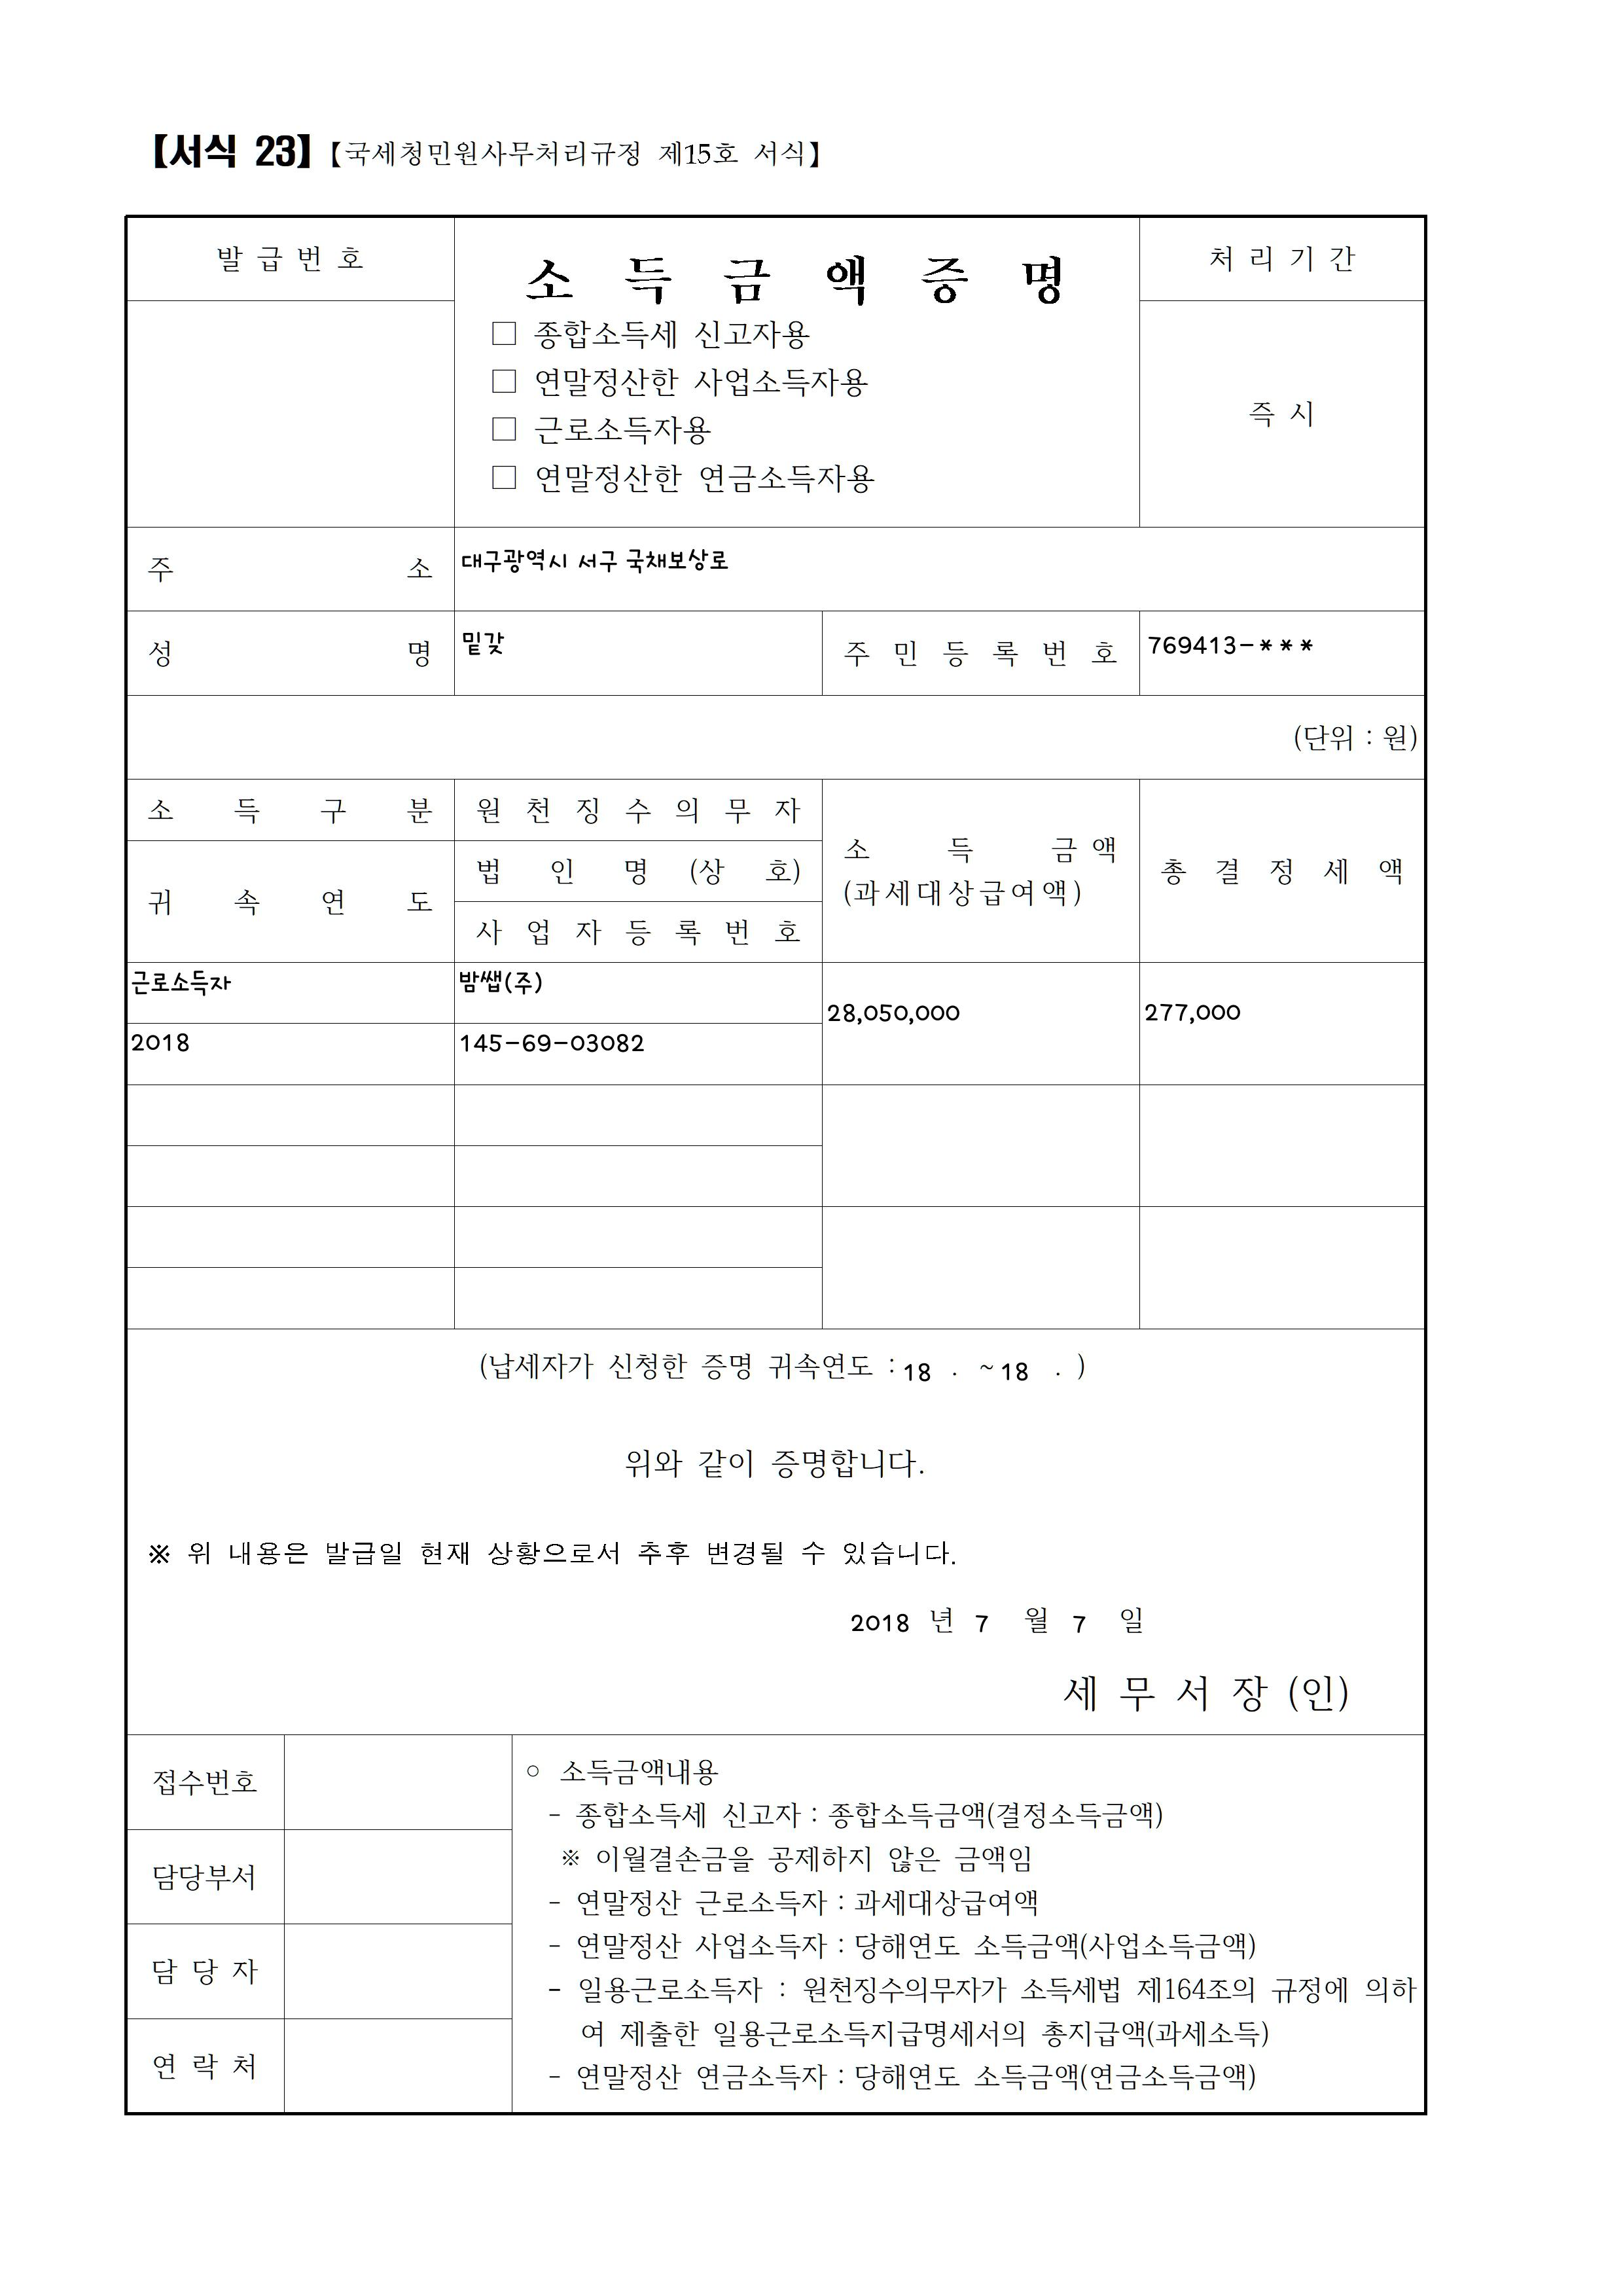 【서식 23】【국세청민원사무처리규정 제15호 서식】
발 급 번 호
소 득 금 액 증 명
처 리 기 간
□ 종합소득세 신고자용
□ 연말정산한 사업소득자용
□ 근로소득자용
□ 연말정산한 연금소득자용
즉 시
주 소 대구광역시 서구 국채보상로
성 명 밑갗 주 민 등 록 번 호 769413-***
(단위 : 원)
소 득 구 분 원 천 징 수 의 무 자
귀 속 연 도 법 인 명 (상 호)
사 업 자 등 록 번 호
소 득 금 액
(과세대상급여액)
총 결 정 세 액
근로소득자 밤쌥(주) 28,050,000 277,000
2018 145-69-03082
(납세자가 신청한 증명 귀속연도 : 18 . ~ 18 . )
위와 같이 증명합니다.
※ 위 내용은 발급일 현재 상황으로서 추후 변경될 수 있습니다.
2018 년 7 월 7 일
세 무 서 장 (인)
접수번호
담당부서
담 당 자
연 락 처
○ 소득금액내용
- 종합소득세 신고자 : 종합소득금액(결정소득금액)
※ 이월결손금을 공제하지 않은 금액임
- 연말정산 근로소득자 : 과세대상급여액
- 연말정산 사업소득자 : 당해연도 소득금액(사업소득금액)
- 일용근로소득자 : 원천징수의무자가 소득세법 제164조의 규정에 의하
여 제출한 일용근로소득지급명세서의 총지급액(과세소득)
- 연말정산 연금소득자 : 당해연도 소득금액(연금소득금액)